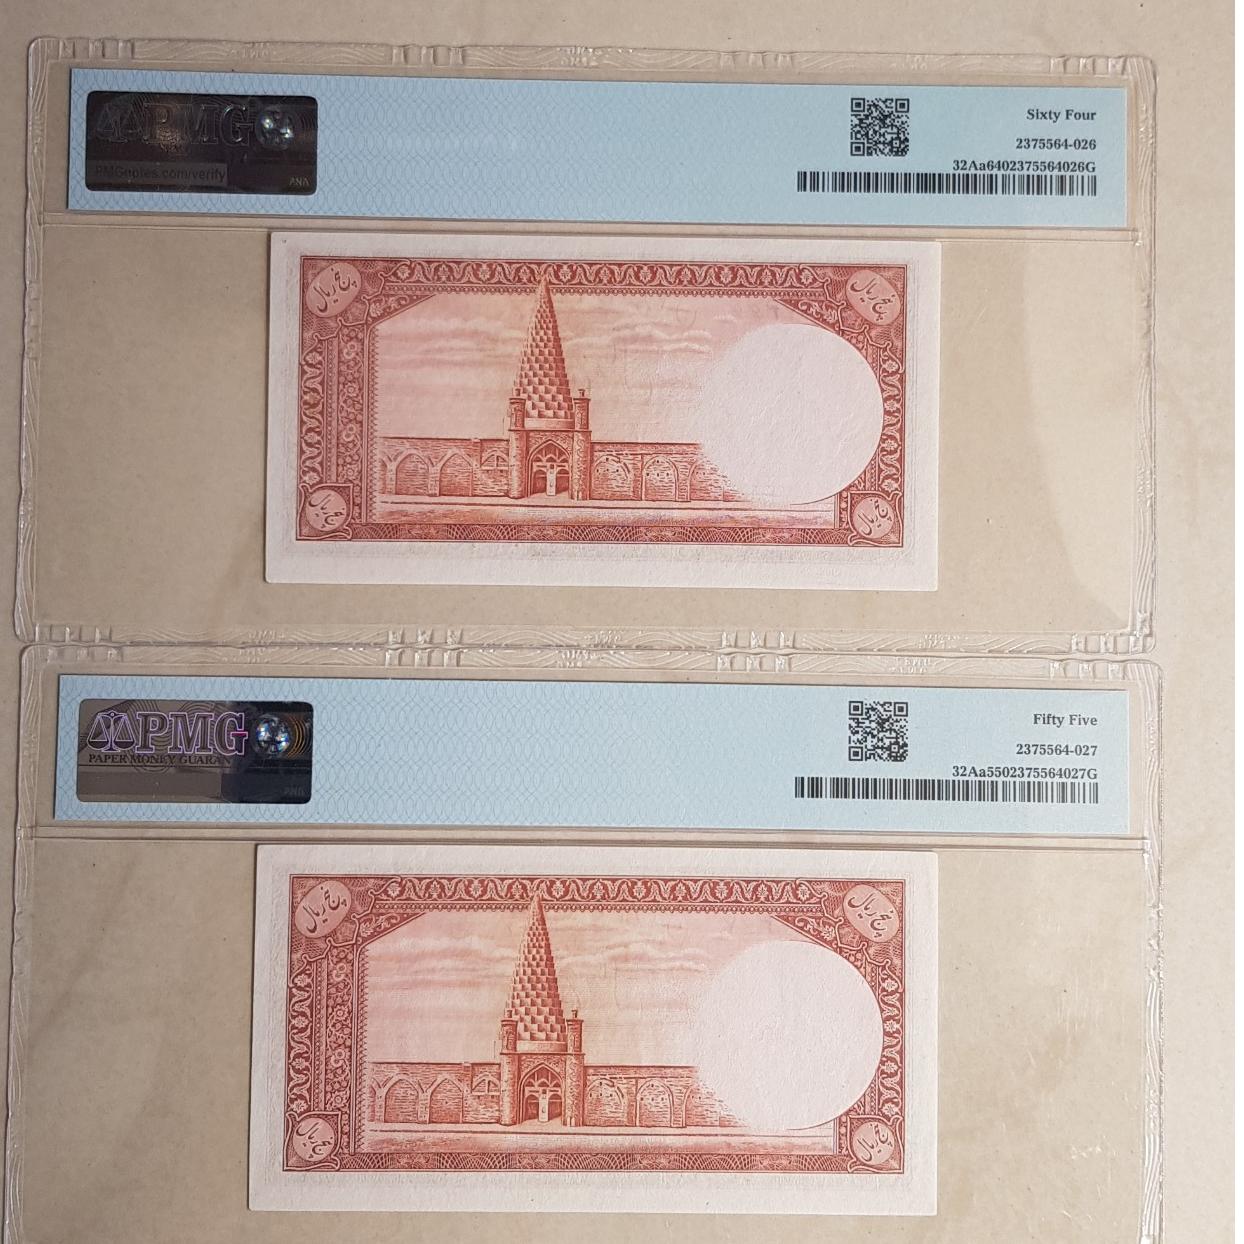 PMG
PMGnotes.com/verify
Sixty Four
2375564-026
32Aa6402375564026G
پنج ریال
پنج ریال
پنج ریال
پنج ریال
PMG
PAPER MONEY GUARAN
Fifty Five
2375564-027
32Aa5502375564027G
پنج ریال
پنج ریال
پنج ریال
پنج ریال